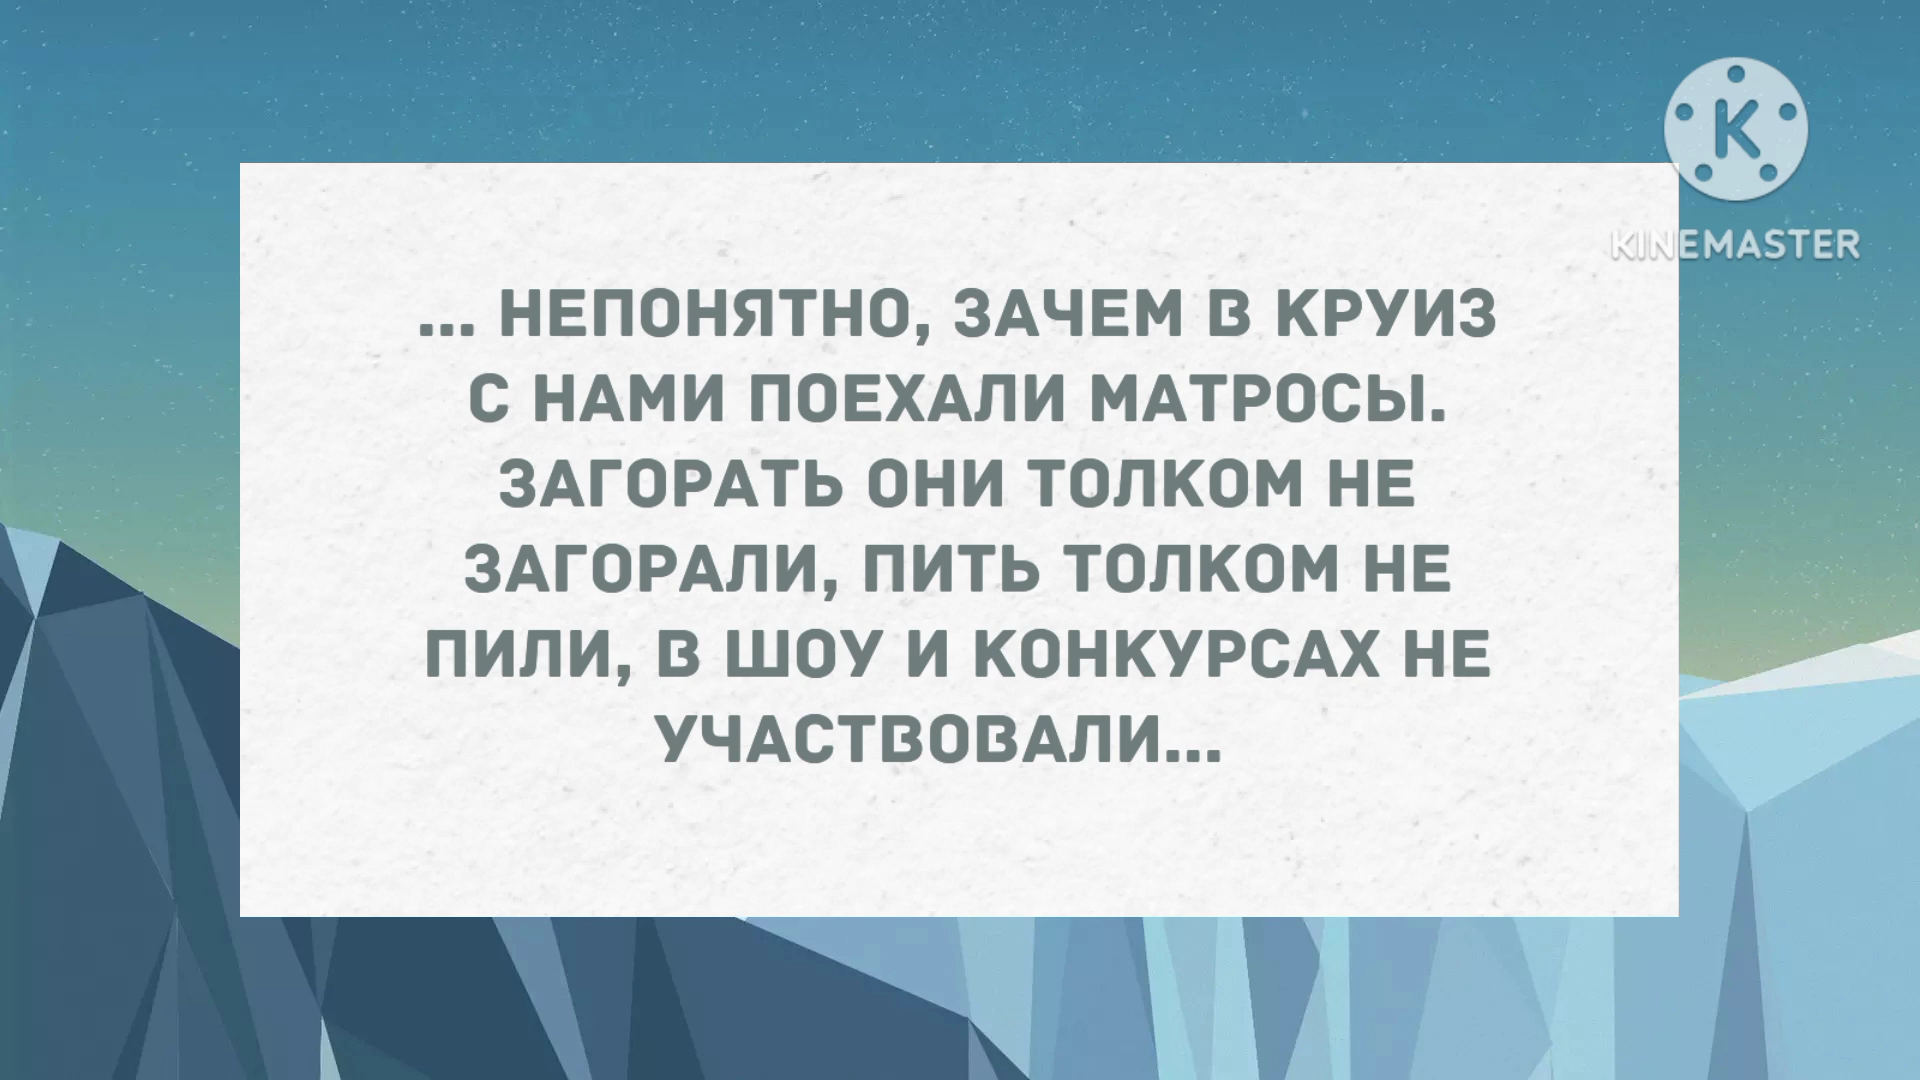 KINEMASTER
... НЕПОНЯТНО, ЗАЧЕМ В КРУИЗ
С НАМИ ПОЕХАЛИ МАТРОСЫ.
ЗАГОРАТЬ ОНИ ТОЛКОМ НЕ
ЗАГОРАЛИ, ПИТЬ ТОЛКОМ НЕ
ПИЛИ, В ШОУ И КОНКУРСАХ НЕ
УЧАСТВОВАЛИ...